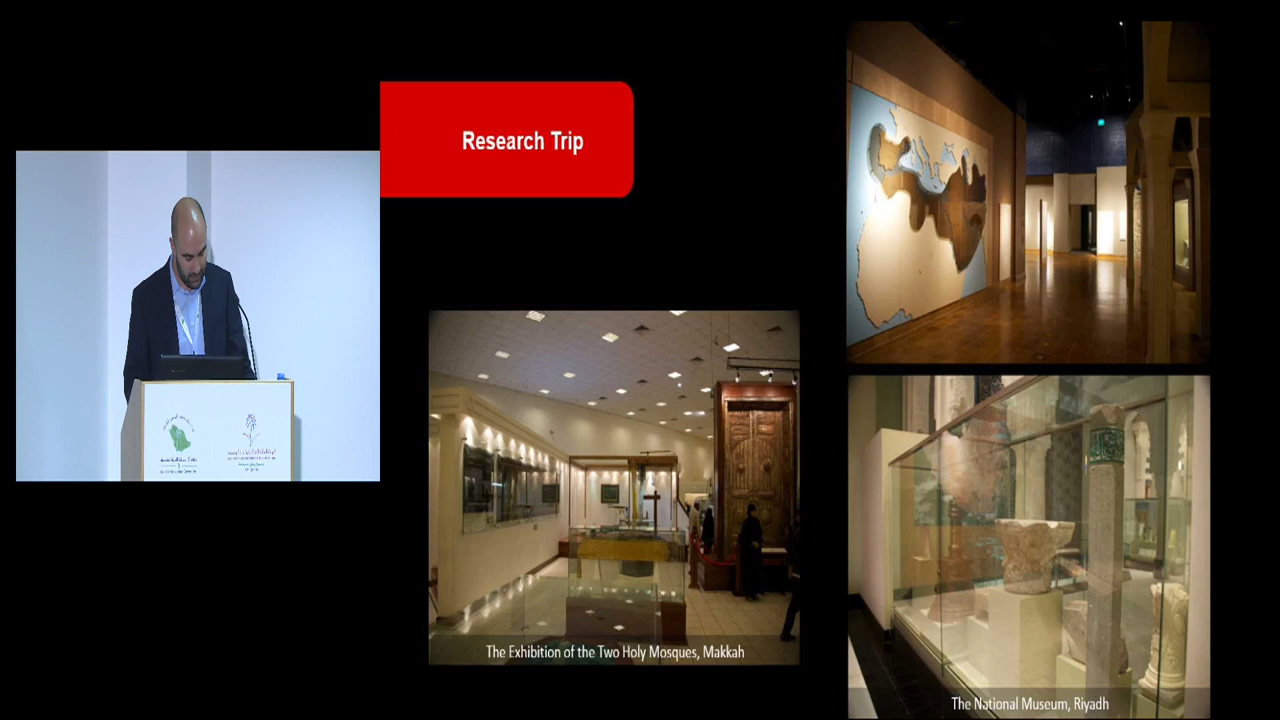 Research Trip
The Exhibition of the Two Holy Mosques, Makkah
The National Museum, Riyadh